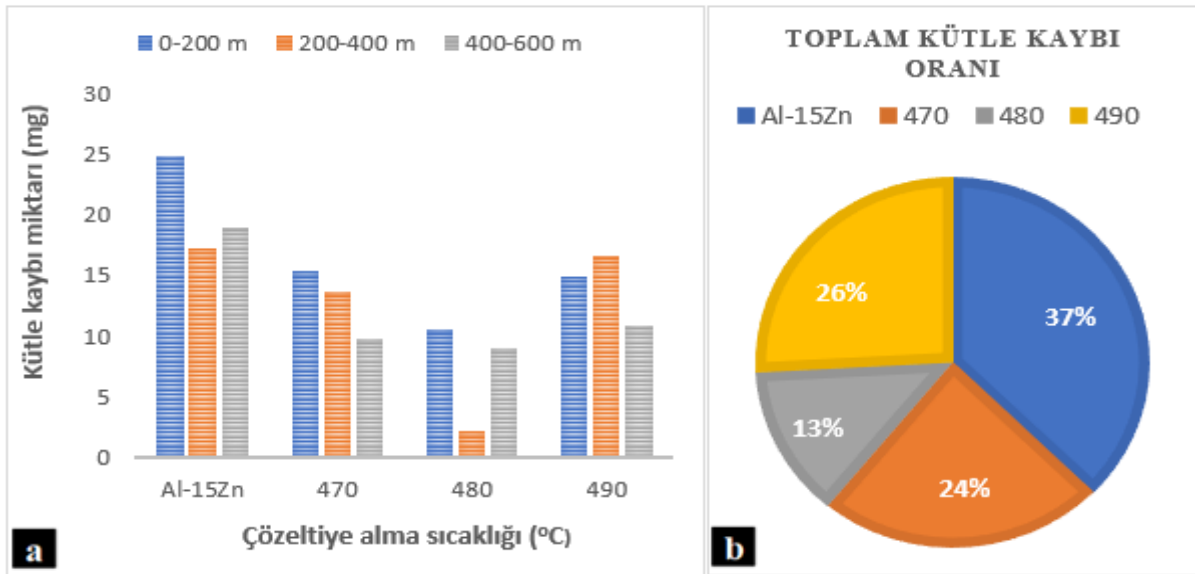 0-200 m 200-400 m 400-600 m
Kütle kaybı miktarı (mg)
30
25
20
15
10
5
0
Al-15Zn 470 480 490
Çözeltiye alma sıcaklığı (ºC)
a
TOPLAM KÜTLE KAYBI
ORANI
Al-15Zn 470 480 490
26%
37%
13%
24%
b